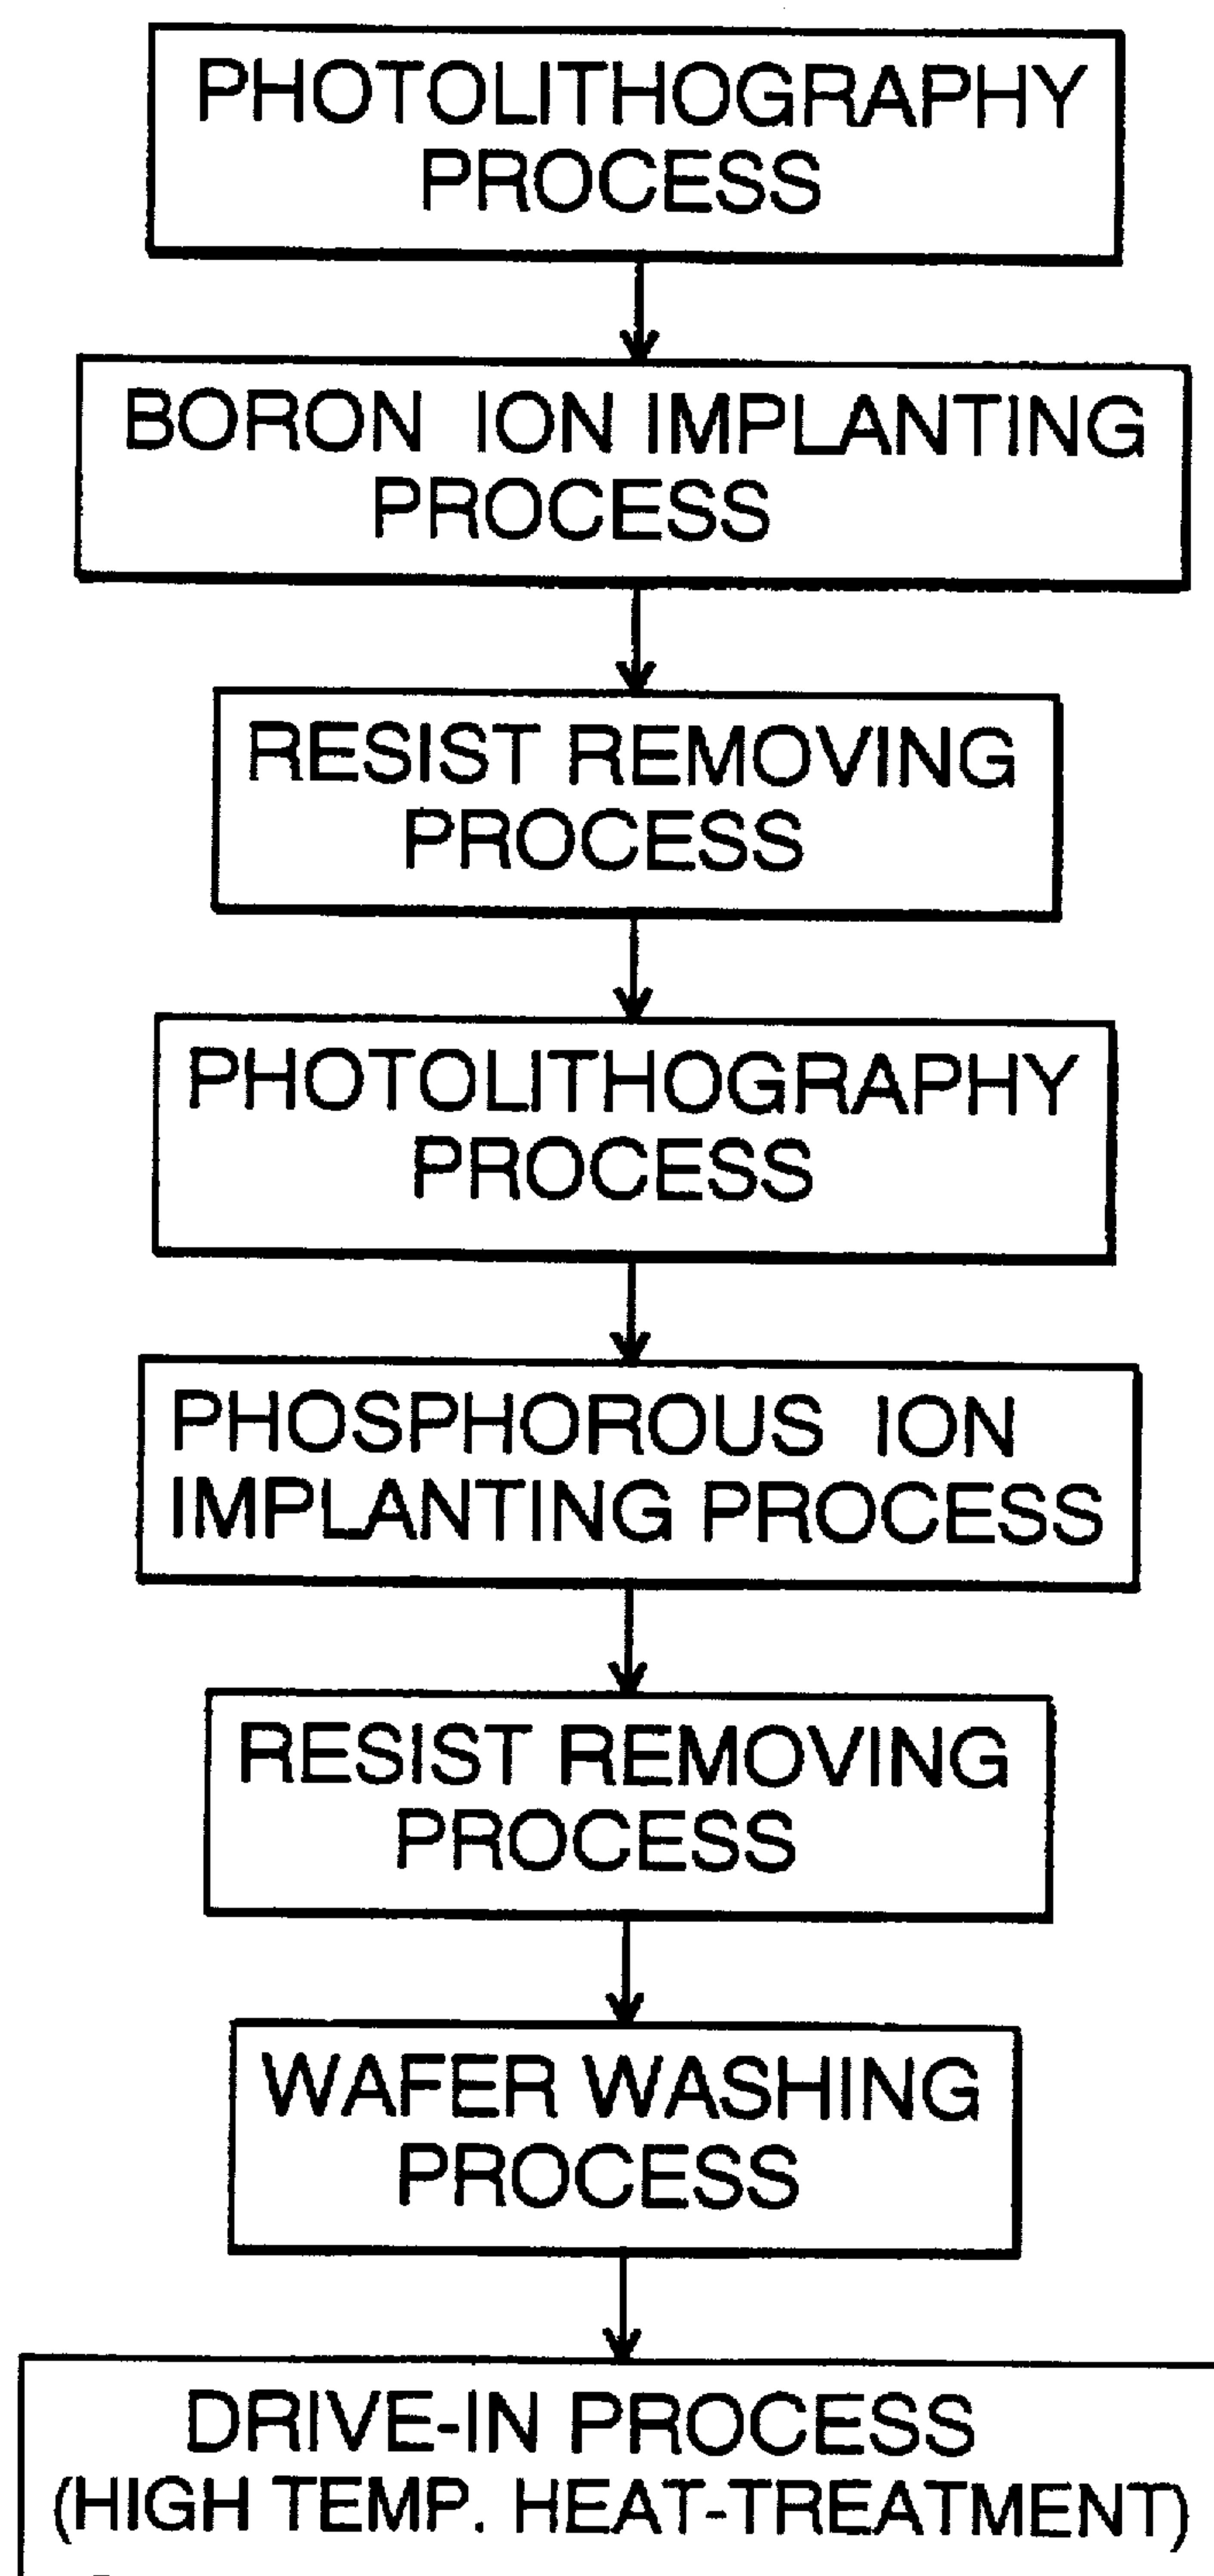 PHOTOLITHOGRAPHY
PROCESS
BORON ION IMPLANTING
PROCESS
RESIST REMOVING
PROCESS
PHOTOLITHOGRAPHY
PROCESS
PHOSPHOROUS ION
IMPLANTING PROCESS
RESIST REMOVING
PROCESS
WAFER WASHING
PROCESS
DRIVE-IN PROCESS
(HIGH TEMP. HEAT-TREATMENT)